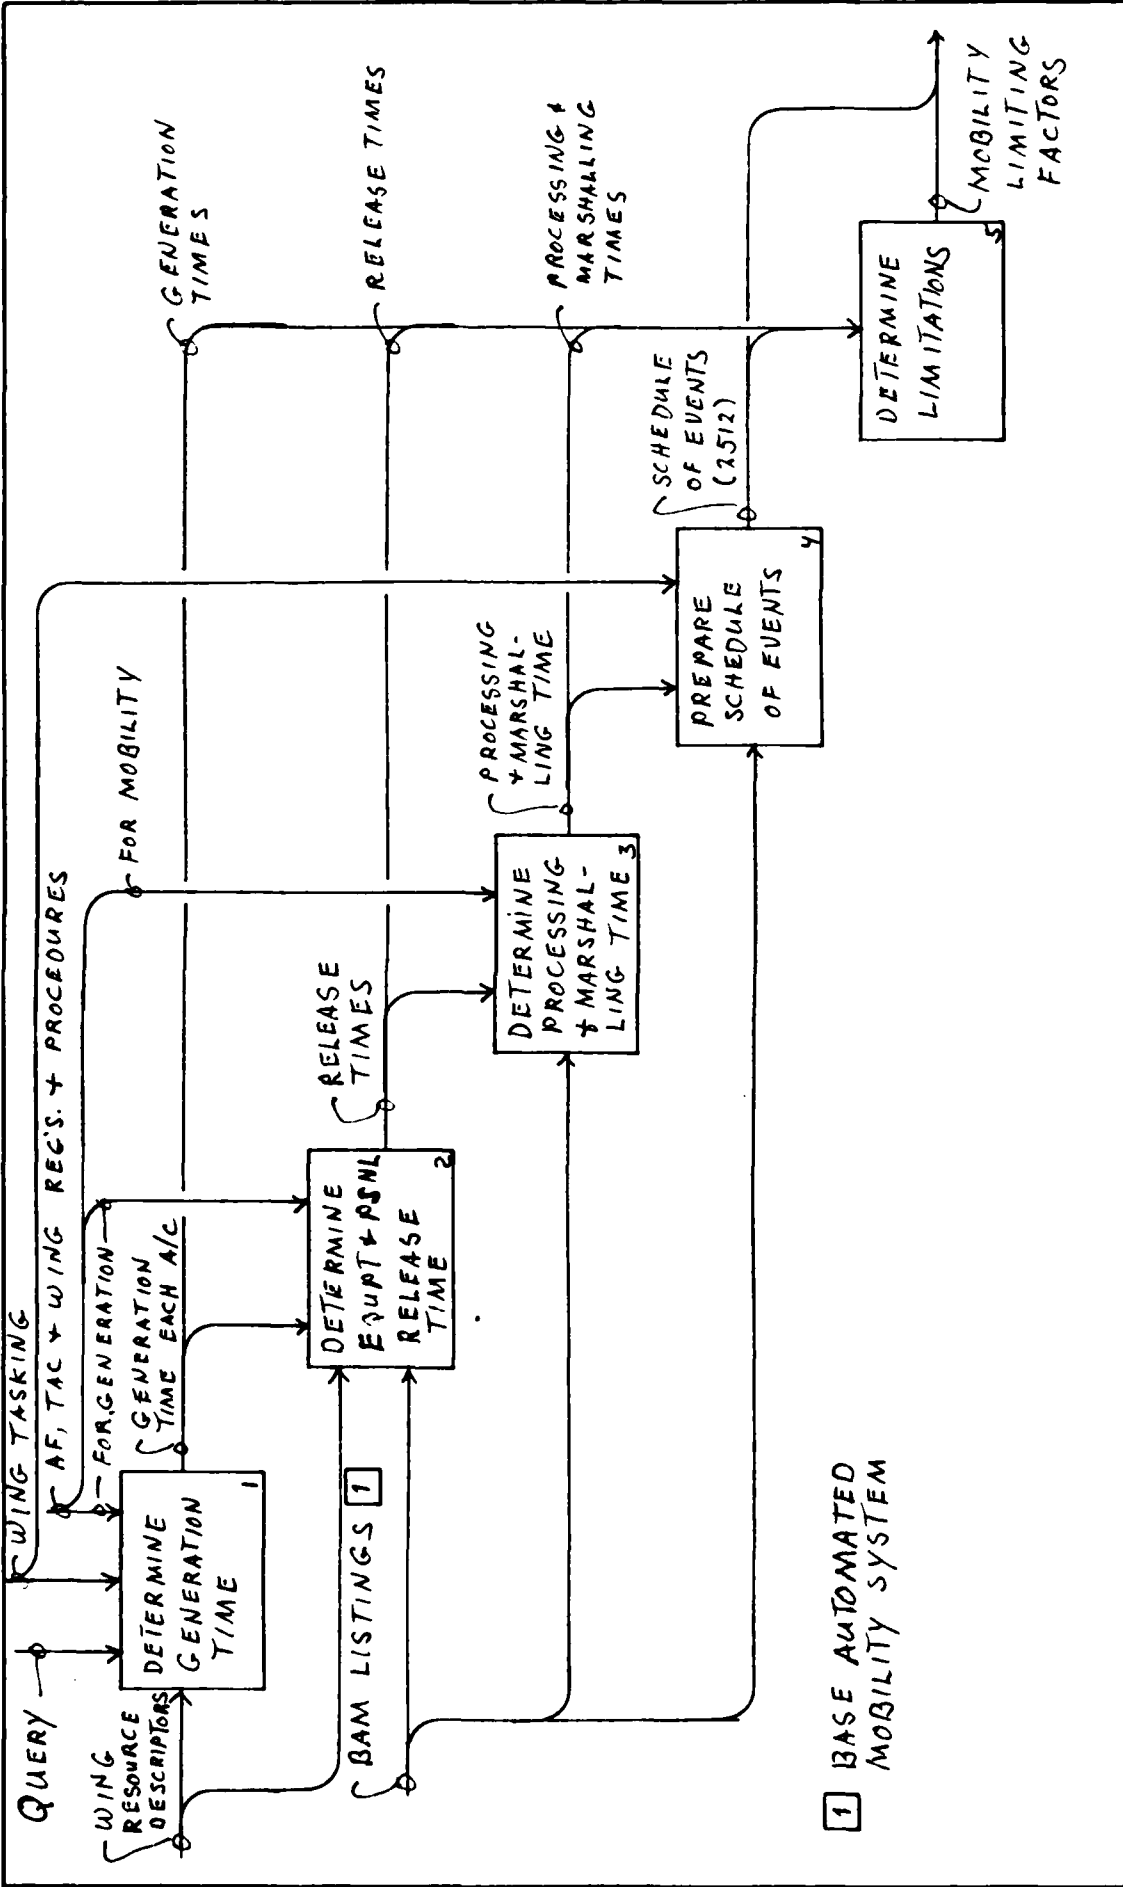 QUERY
WING TASKING
AF, TAC + WING REG'S. + PROCEDURES
FOR GENERATION
FOR MOBILITY
WING
RESOURCE
DESCRIPTORS
DETERMINE
GENERATION
TIME
1
GENERATION
TIME EACH A/C
GENERATION
TIMES
BAM LISTINGS 1
DETERMINE
EQUPT + PSNL
RELEASE
TIME
2
RELEASE
TIMES
RELEASE TIMES
DETERMINE
PROCESSING
+ MARSHAL-
LING TIME
3
PROCESSING
+ MARSHAL-
LING TIME
PROCESSING +
MARSHALLING
TIMES
PREPARE
SCHEDULE
OF EVENTS
4
SCHEDULE
OF EVENTS
(2512)
DETERMINE
LIMITATIONS
5
MOBILITY
LIMITING
FACTORS
1 BASE AUTOMATED
MOBILITY SYSTEM